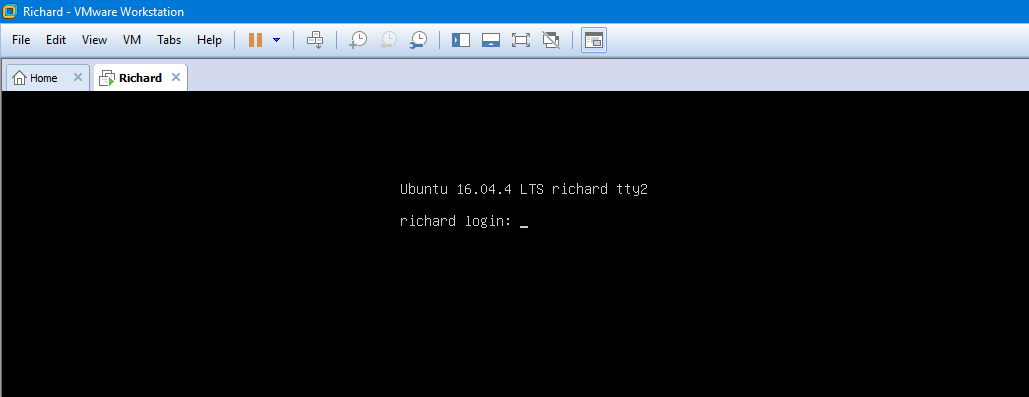 Richard - VMware Workstation
File Edit View VM Tabs Help
Home Richard
Ubuntu 16.04.4 LTS richard tty2
richard login: _